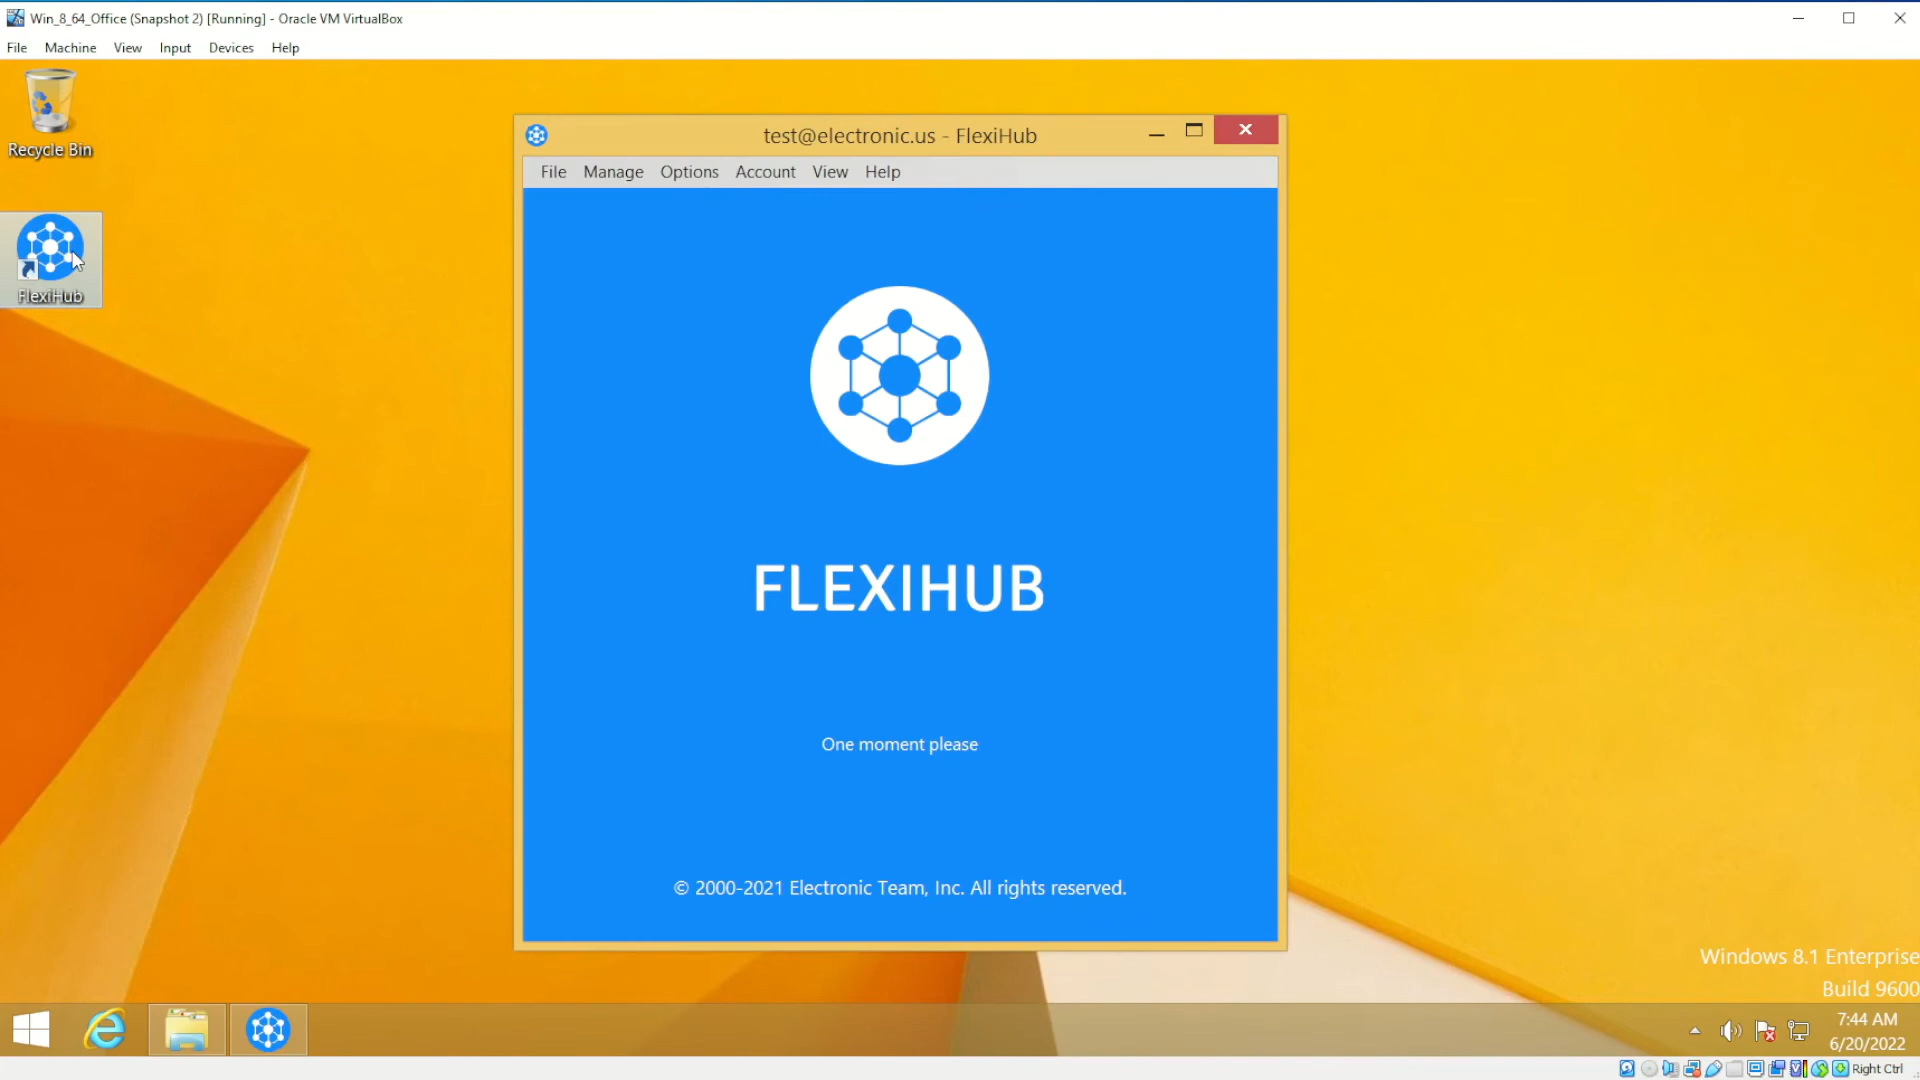 Win_8_64_Office (Snapshot 2) [Running] - Oracle VM VirtualBox
File Machine View Input Devices Help
Recycle Bin
FlexiHub
test@electronic.us - FlexiHub
File Manage Options Account View Help
FLEXIHUB
One moment please
© 2000-2021 Electronic Team, Inc. All rights reserved.
Windows 8.1 Enterprise
Build 9600
7:44 AM
6/20/2022
Right Ctrl